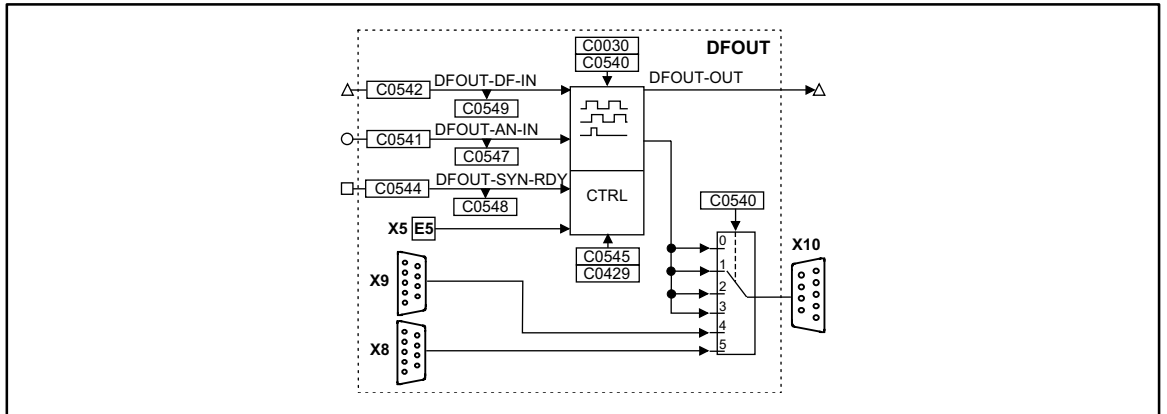 DFOUT
C0030
C0540
DFOUT-OUT
C0542
DFOUT-DF-IN
C0549
C0541
DFOUT-AN-IN
C0547
C0544
DFOUT-SYN-RDY
C0548
CTRL
X5 E5
C0545
C0429
C0540
X10
0
1
2
3
4
5
X9
X8